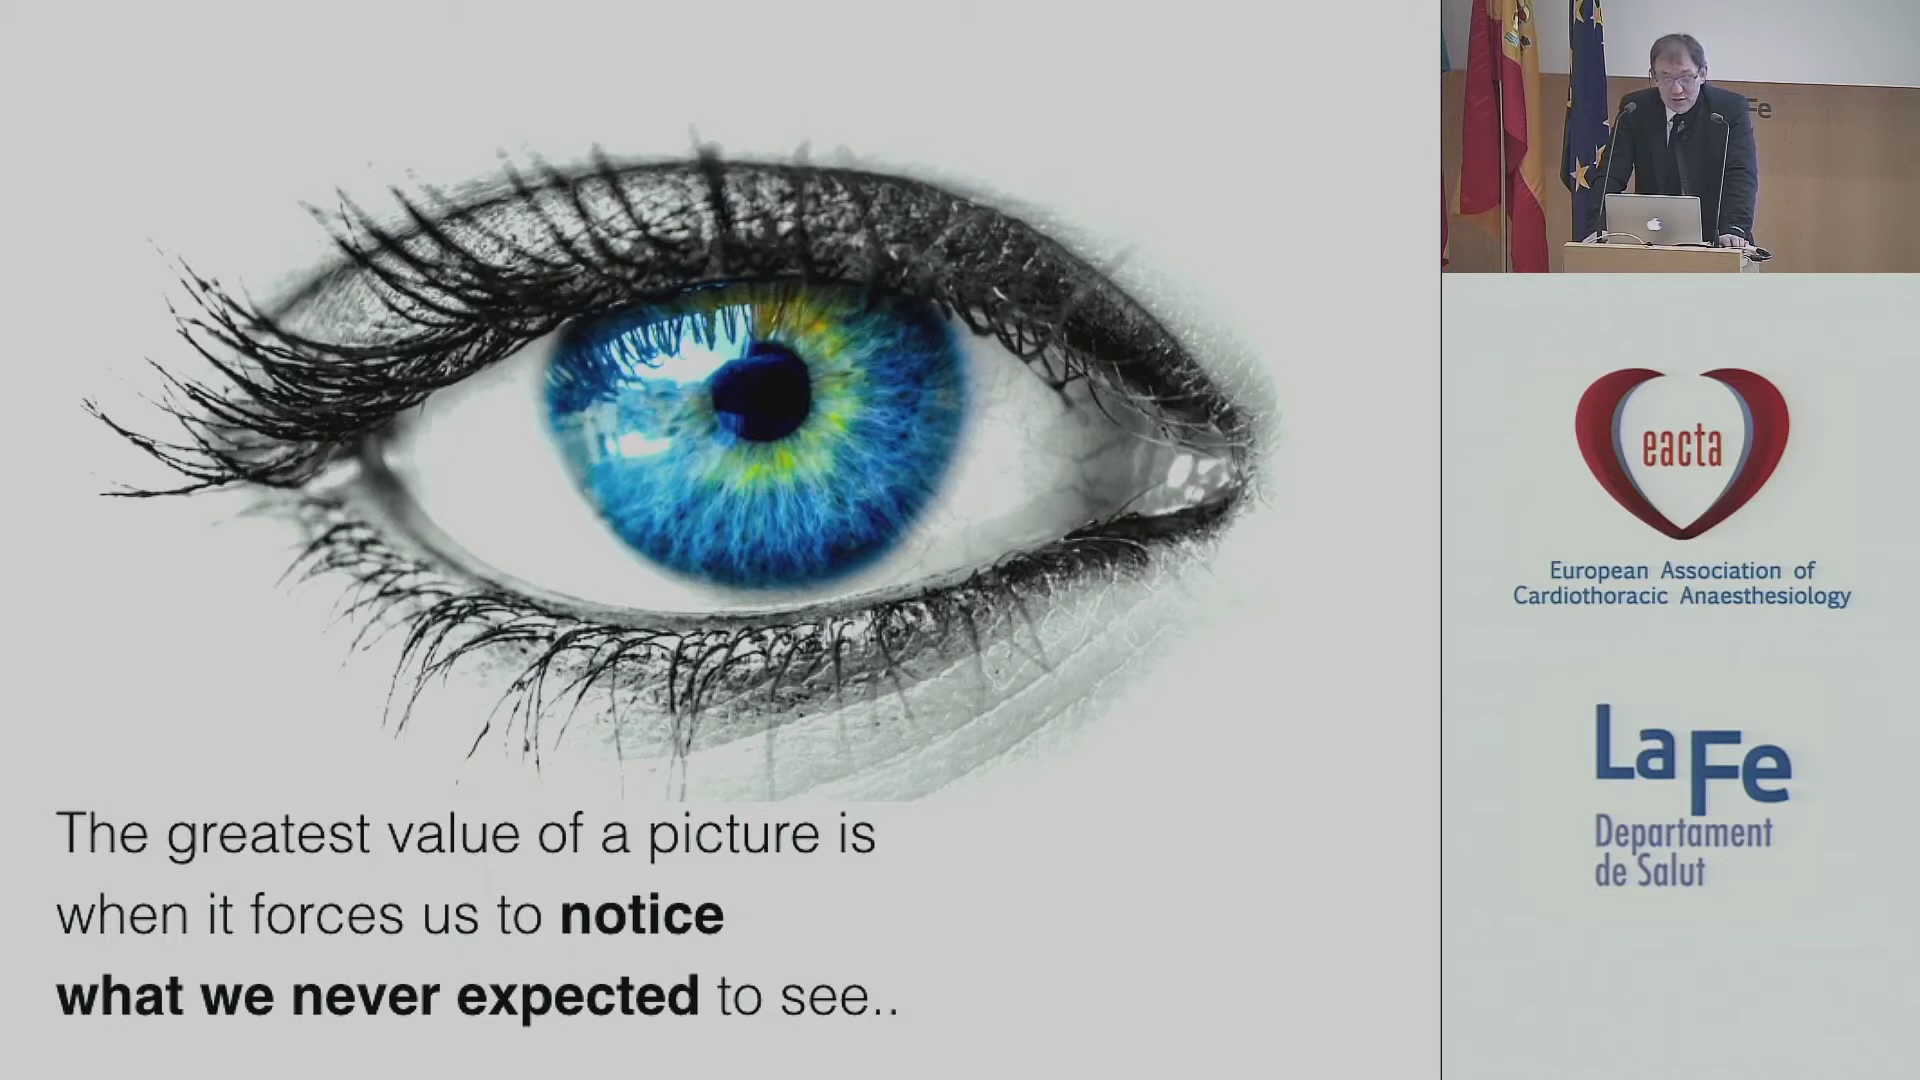 The greatest value of a picture is
when it forces us to notice
what we never expected to see..
Fe
eacta
European Association of
Cardiothoracic Anaesthesiology
La Fe
Departament
de Salut